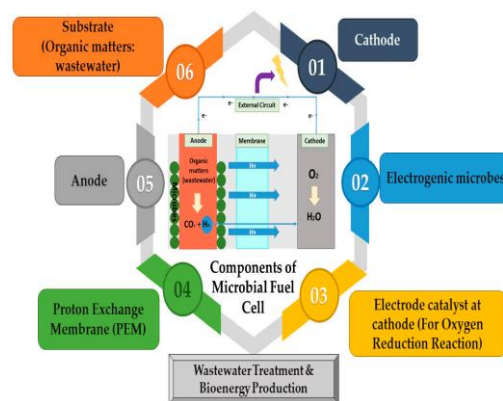 Substrate
(Organic matters:
wastewater)
06
01
Cathode
External Circuit
e-
e-
e-
e-
Anode
Membrane
Cathode
05
Anode
Organic
matters
(wastewater)
CO₂ + H+
H+
H+
H+
O₂
H₂O
02
Electrogenic microbes
04
Proton Exchange
Membrane (PEM)
Components of
Microbial Fuel
Cell
03
Electrode catalyst at
cathode (For Oxygen
Reduction Reaction)
Wastewater Treatment &
Bioenergy Production